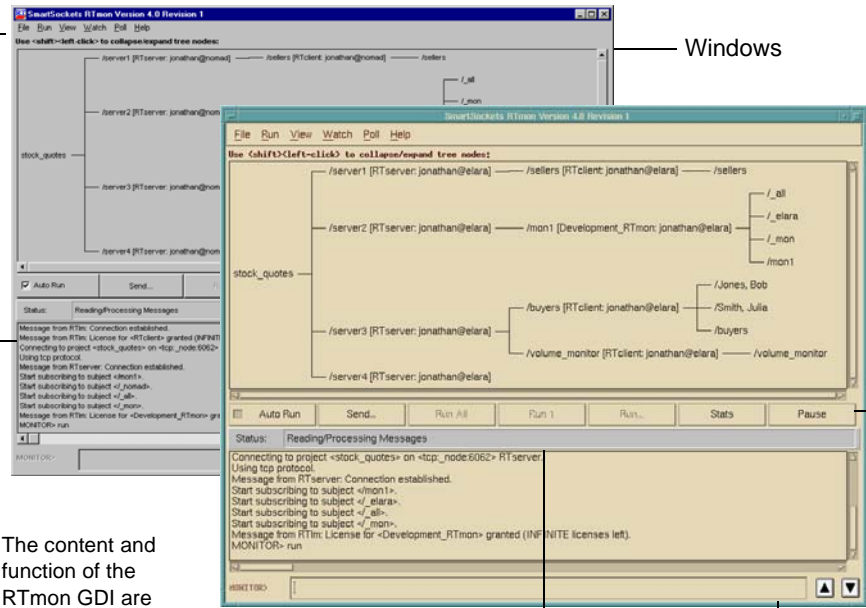 SmartSockets RTmon Version 4.0 Revision 1
File Run View Watch Poll Help
Use <shift><left-click> to collapse/expand tree nodes:
/server1 [RTserver: jonathan@nomad]
/sellers [RTclient: jonathan@nomad]
/sellers
/_all
/_mon
/server2 [RTserver: jonathan@nom
stock_quotes
/server3 [RTserver: jonathan@nom
/server4 [RTserver: jonathan@nom
Auto Run
Send...
Status: Reading/Processing Messages
Message from RTlm: Connection established.
Message from RTlm: License for <RTclient> granted (INFINIT
Connecting to project <stock_quotes> on <tcp:_node:6062>
Using tcp protocol.
Message from RTserver: Connection established.
Start subscribing to subject </mon1>.
Start subscribing to subject </_nomad>.
Start subscribing to subject </_all>.
Start subscribing to subject </_mon>.
Message from RTlm: License for <Development_RTmon> gra
MONITOR> run
MONITOR>
Windows
SmartSockets RTmon Version 4.0 Revision 1
File Run View Watch Poll Help
Use <shift><left-click> to collapse/expand tree nodes:
/server1 [RTserver: jonathan@elara]
/sellers [RTclient: jonathan@elara]
/sellers
/_all
/_elara
/server2 [RTserver: jonathan@elara]
/mon1 [Development_RTmon: jonathan@elara]
/_mon
/mon1
stock_quotes
/Jones, Bob
/buyers [RTclient: jonathan@elara]
/Smith, Julia
/server3 [RTserver: jonathan@elara]
/buyers
/volume_monitor [RTclient: jonathan@elara]
/volume_monitor
/server4 [RTserver: jonathan@elara]
Auto Run
Send...
Run All
Run 1
Run...
Stats
Pause
Status: Reading/Processing Messages
Connecting to project <stock_quotes> on <tcp:_node:6062> RTserver.
Using tcp protocol.
Message from RTserver: Connection established.
Start subscribing to subject </mon1>.
Start subscribing to subject </_elara>.
Start subscribing to subject </_all>.
Start subscribing to subject </_mon>.
Message from RTlm: License for <Development_RTmon> granted (INFINITE licenses left).
MONITOR> run
MONITOR>
The content and
function of the
RTmon GDI are